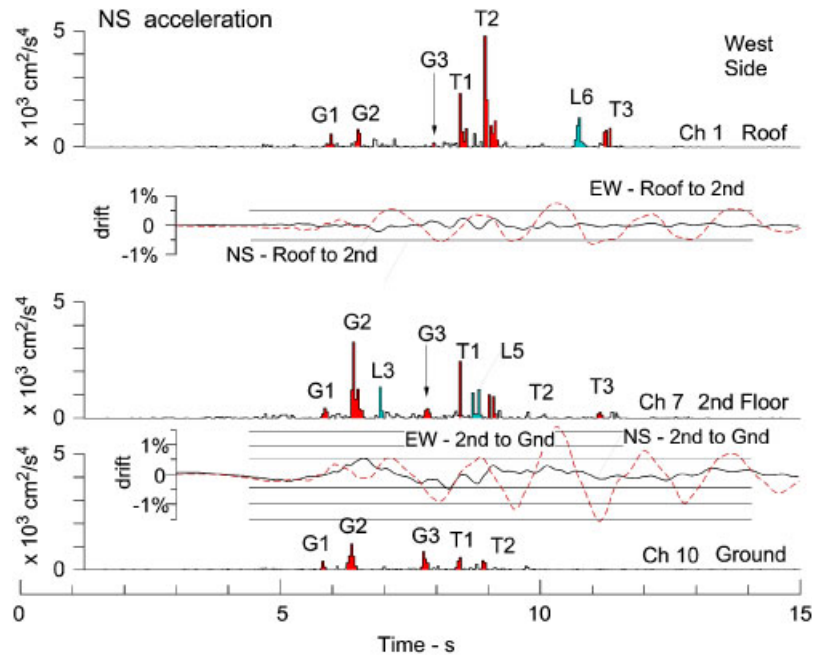 NS acceleration
x 10³ cm²/s⁴
5
0
G1
G2
G3
T1
T2
L6
T3
West
Side
Ch 1 Roof
drift
1%
0
-1%
EW - Roof to 2nd
NS - Roof to 2nd
x 10³ cm²/s⁴
5
0
G1
G2
L3
G3
T1
L5
T2
T3
Ch 7 2nd Floor
drift
1%
0
-1%
EW - 2nd to Gnd
NS - 2nd to Gnd
x 10³ cm²/s⁴
5
0
G1
G2
G3
T1
T2
Ch 10 Ground
0
5
10
15
Time - s